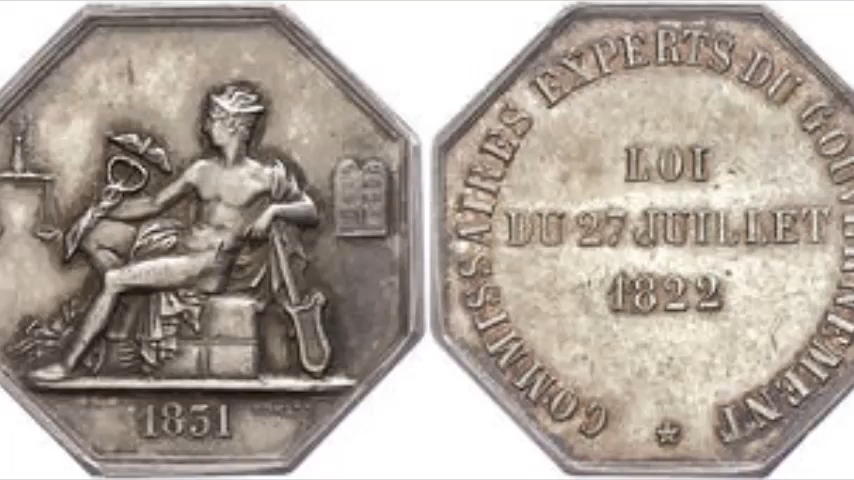 1831
COMMISSAIRES EXPERTS DU GOUVERNEMENT
LOI
DU 27 JUILLET
1822